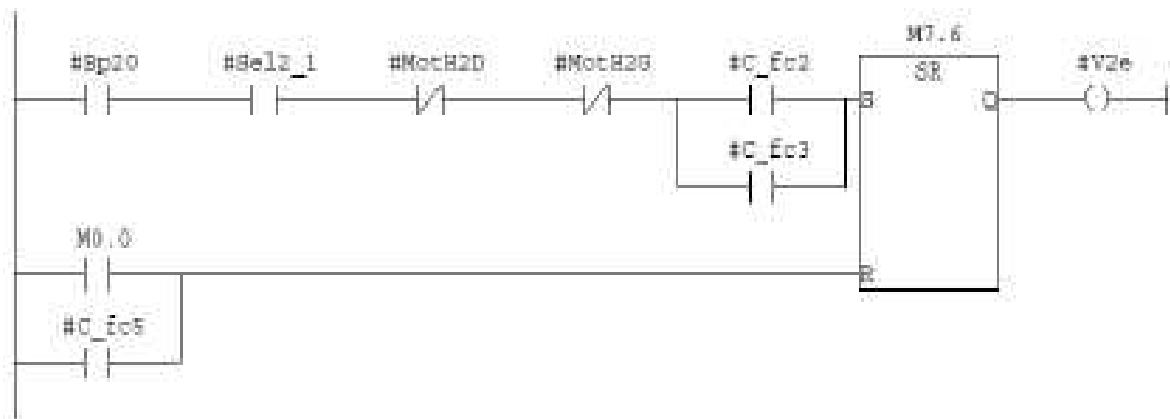 M7.6
#Bp20 #Sel2_1 #MotH2D #MotH2G #C_fc2 SR #V2e
S Q
#C_fc3
M0.0
R
#C_fc5